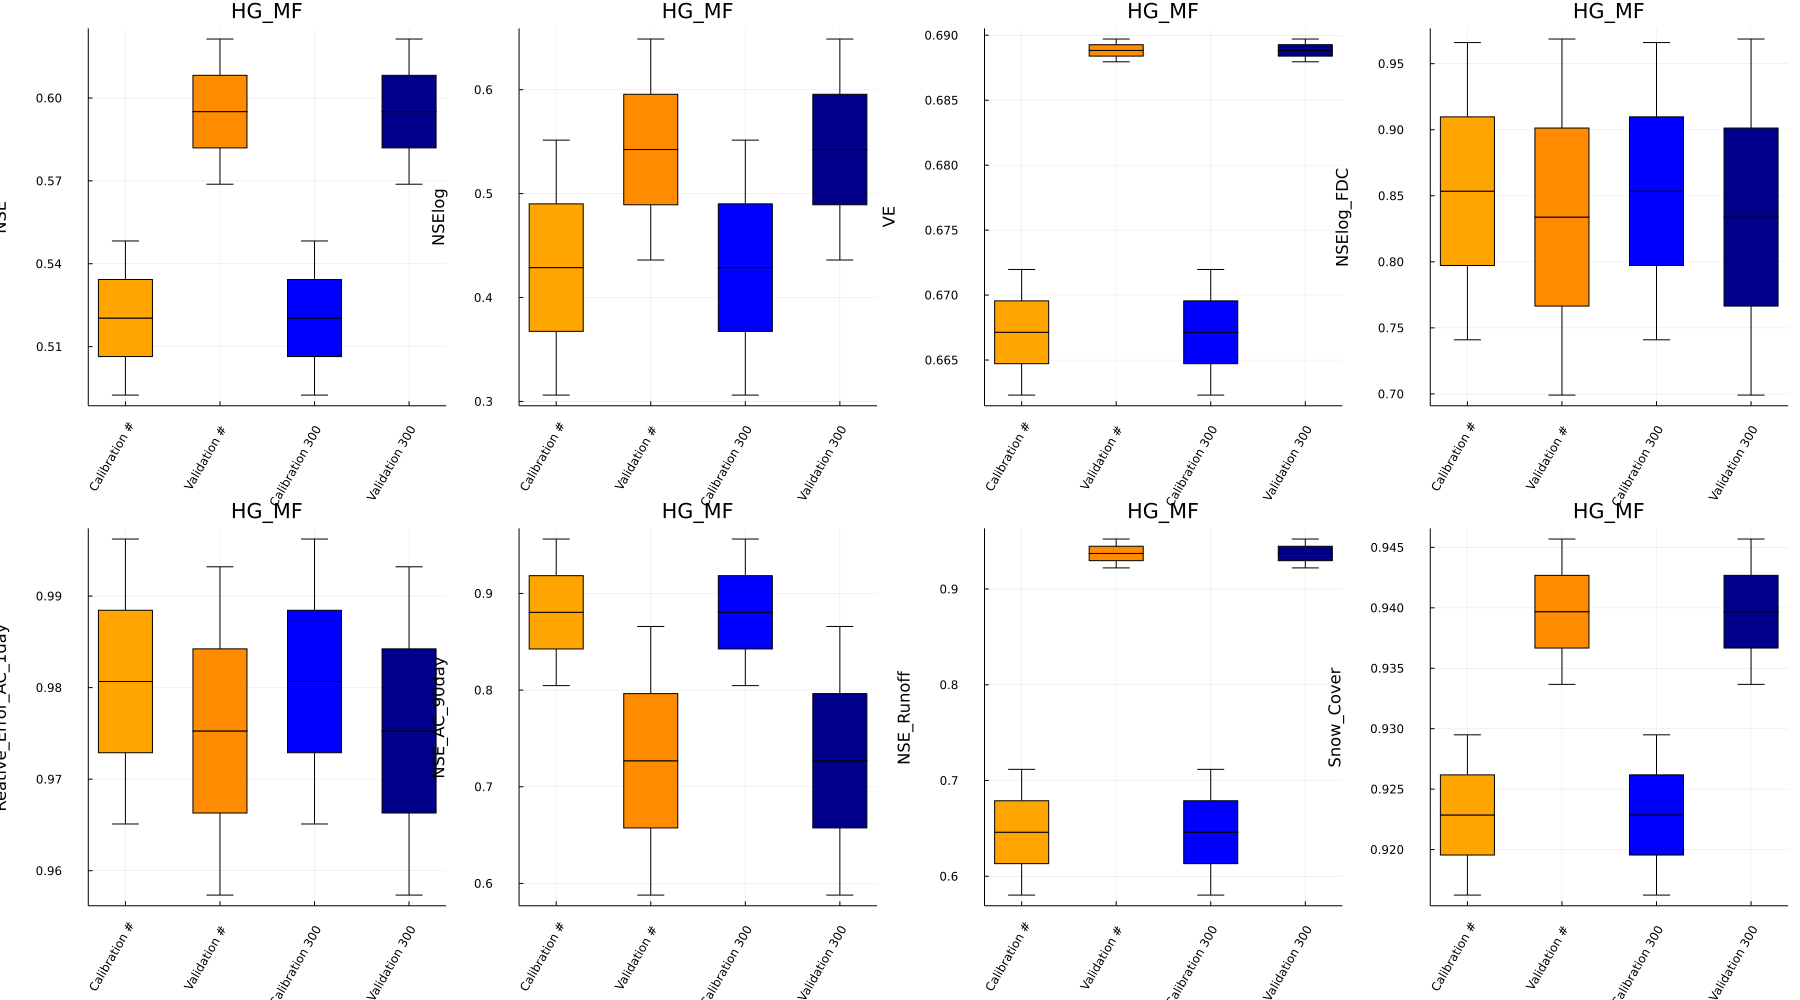 HG_MF
HG_MF
HG_MF
HG_MF
NSE
0.60
0.57
0.54
0.51
Calibration #
Validation #
Calibration 300
Validation 300
NSElog
0.6
0.5
0.4
0.3
Calibration #
Validation #
Calibration 300
Validation 300
VE
0.690
0.685
0.680
0.675
0.670
0.665
Calibration #
Validation #
Calibration 300
Validation 300
NSElog_FDC
0.95
0.90
0.85
0.80
0.75
0.70
Calibration #
Validation #
Calibration 300
Validation 300
HG_MF
HG_MF
HG_MF
HG_MF
Reative_Error_AC_1day
0.99
0.98
0.97
0.96
Calibration #
Validation #
Calibration 300
Validation 300
NSE_AC_90day
0.9
0.8
0.7
0.6
Calibration #
Validation #
Calibration 300
Validation 300
NSE_Runoff
0.9
0.8
0.7
0.6
Calibration #
Validation #
Calibration 300
Validation 300
Snow_Cover
0.945
0.940
0.935
0.930
0.925
0.920
Calibration #
Validation #
Calibration 300
Validation 300